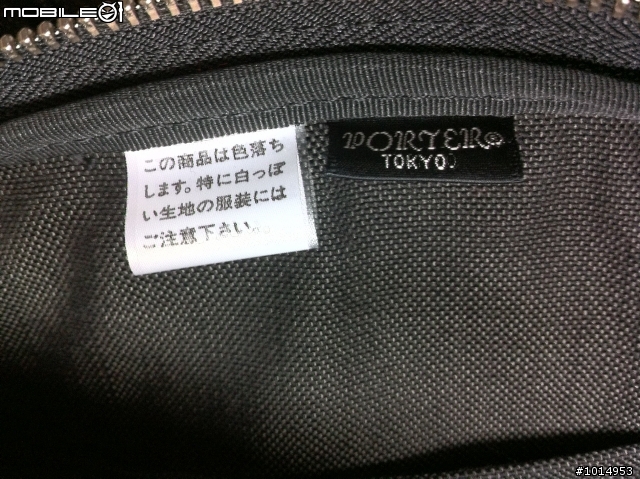 MOBILE01
この商品は色落ち
します。特に白っぽ
い生地の服装には
ご注意下さい。
PORTER®
TOKYO
#1014953